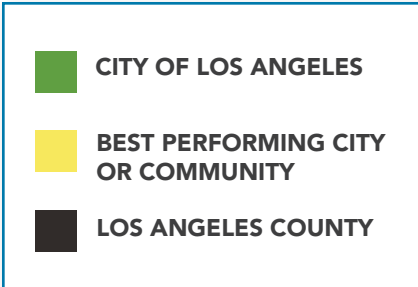 CITY OF LOS ANGELES
BEST PERFORMING CITY
OR COMMUNITY
LOS ANGELES COUNTY